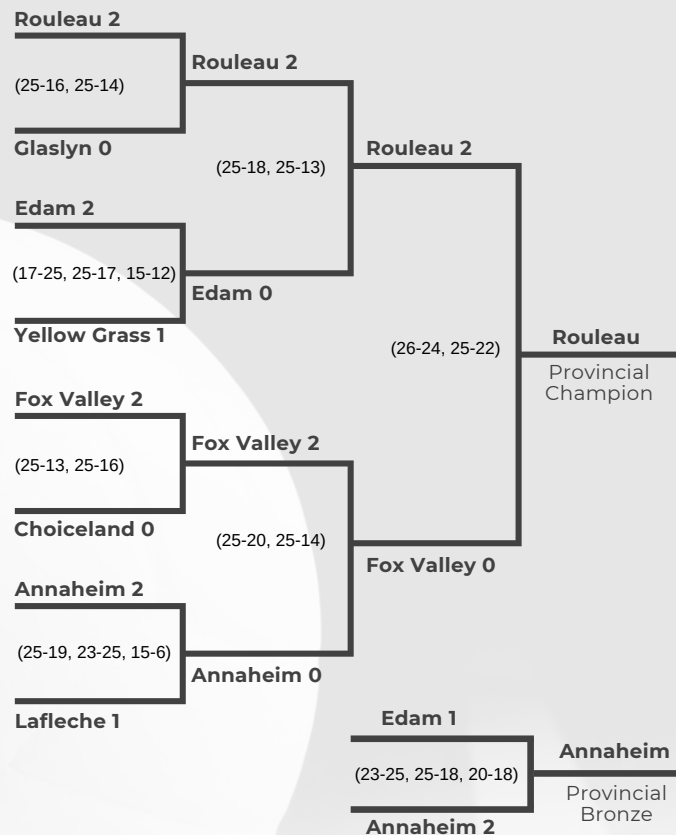 Rouleau 2
(25-16, 25-14)
Glaslyn 0
Edam 2
(17-25, 25-17, 15-12)
Yellow Grass 1
Fox Valley 2
(25-13, 25-16)
Choiceland 0
Annaheim 2
(25-19, 23-25, 15-6)
Lafleche 1
Rouleau 2
(25-18, 25-13)
Edam 0
Fox Valley 2
(25-20, 25-14)
Annaheim 0
Rouleau 2
(26-24, 25-22)
Fox Valley 0
Rouleau
Provincial
Champion
Edam 1
(23-25, 25-18, 20-18)
Annaheim 2
Annaheim
Provincial
Bronze